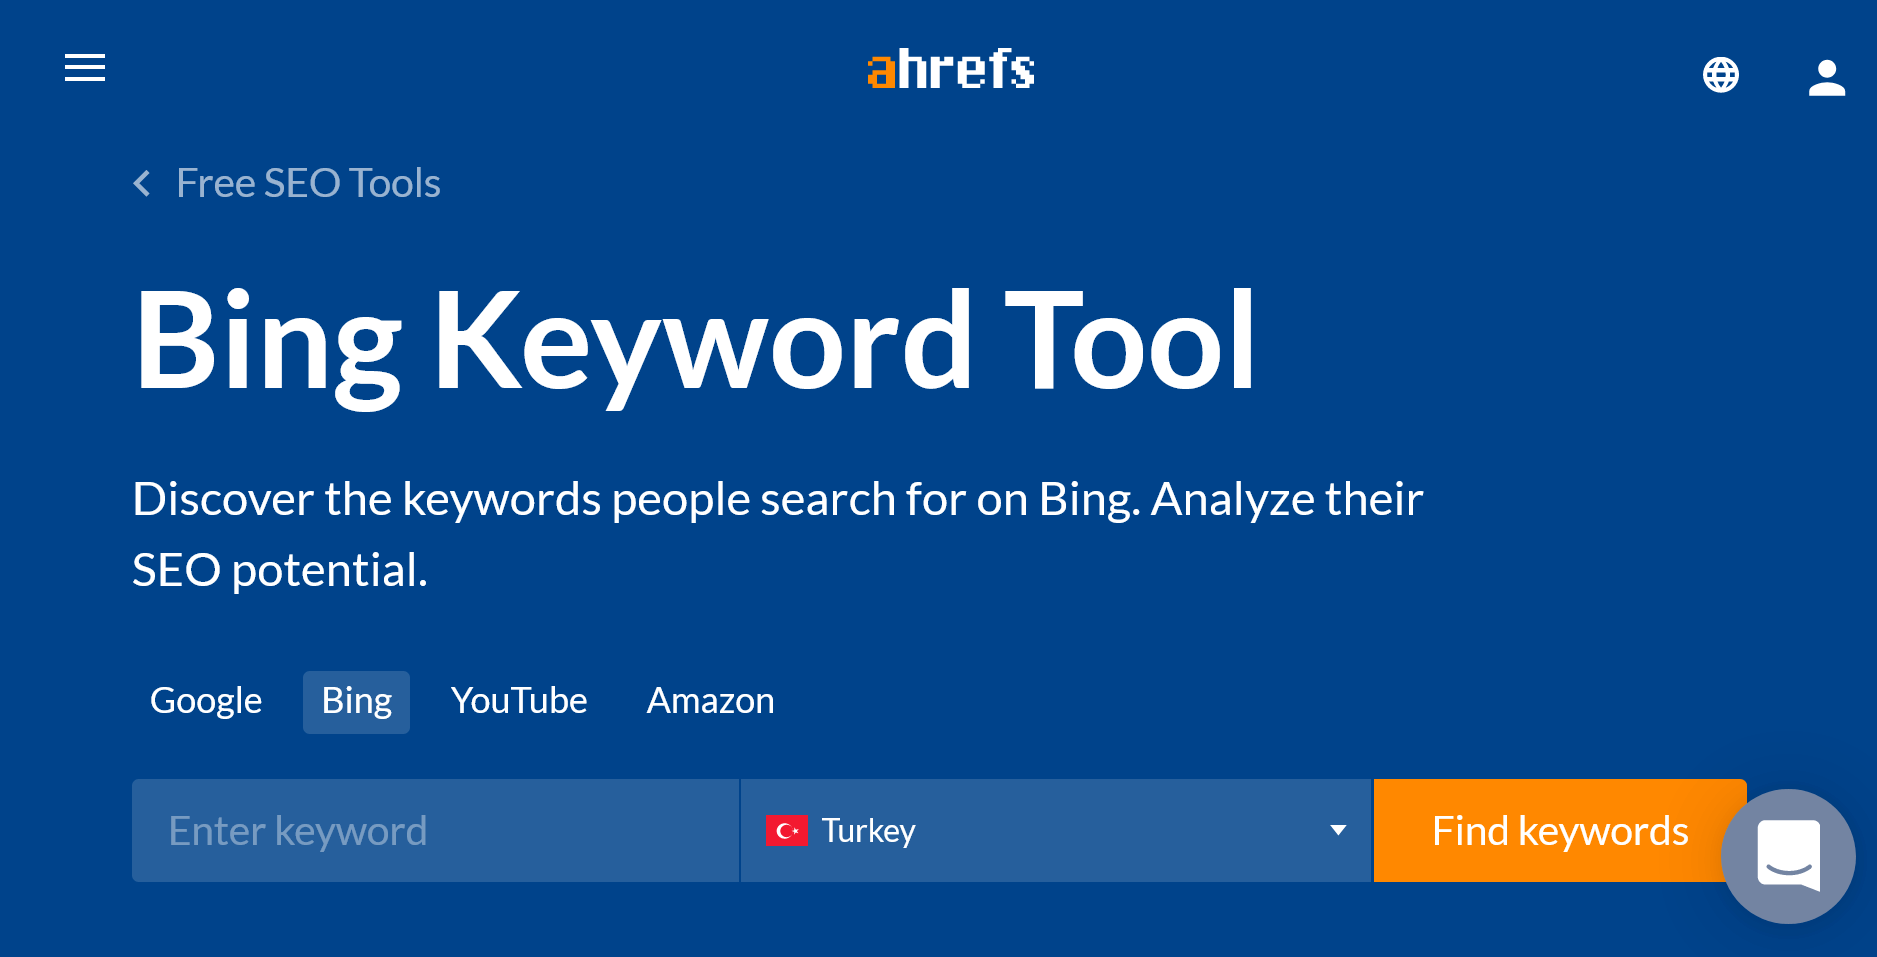 ahrefs
Free SEO Tools
Bing Keyword Tool
Discover the keywords people search for on Bing. Analyze their
SEO potential.
Google Bing YouTube Amazon
Enter keyword Turkey Find keywords